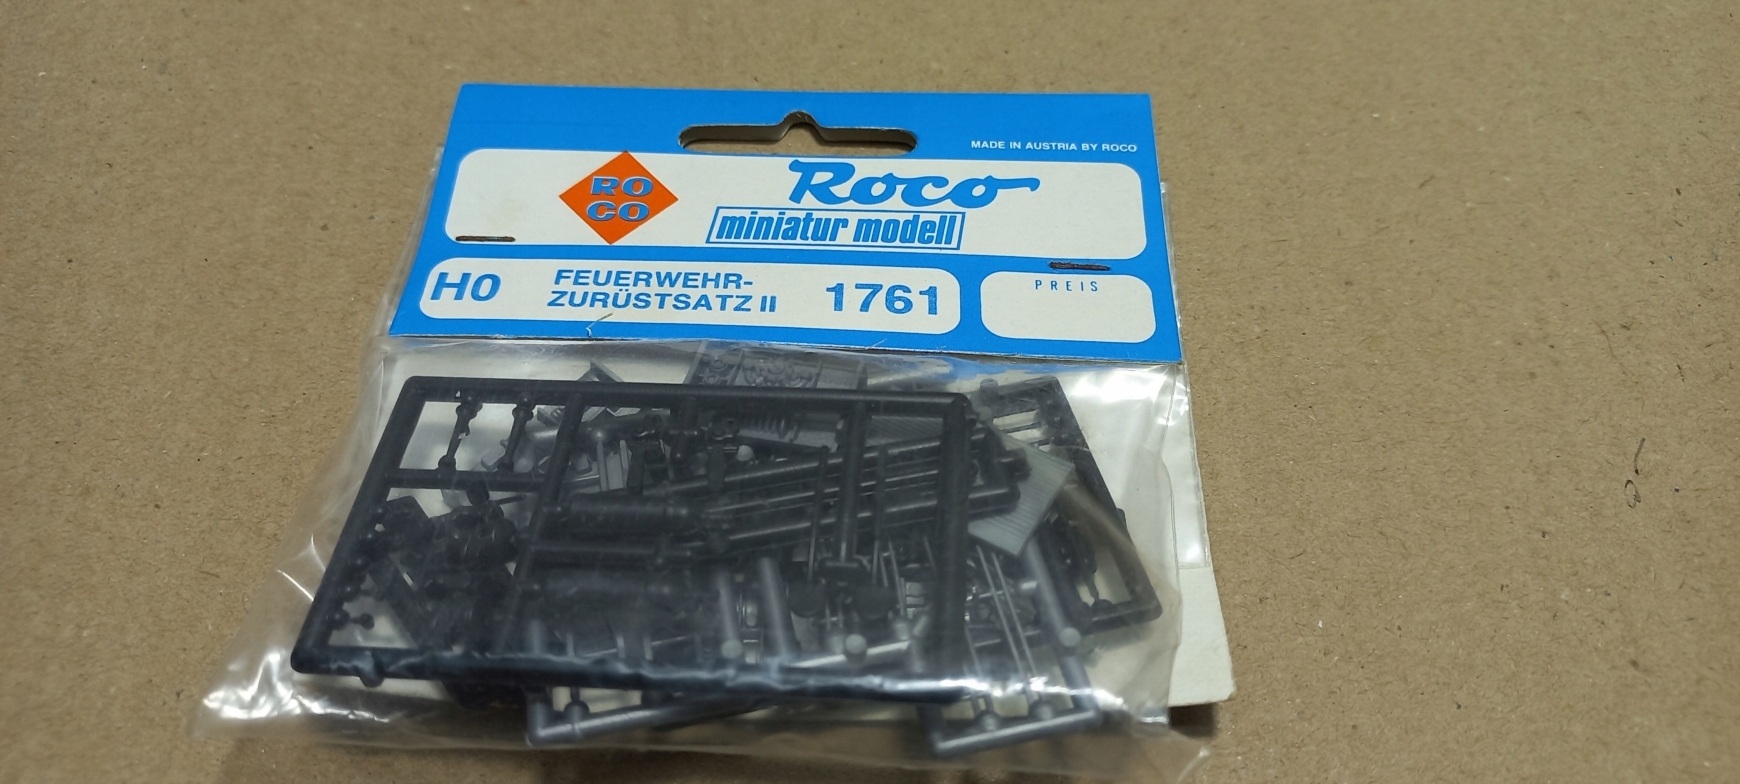 MADE IN AUSTRIA BY ROCO
RO
CO
Roco
miniatur modell
H0
FEUERWEHR-
ZURÜSTSATZ II
1761
PREIS